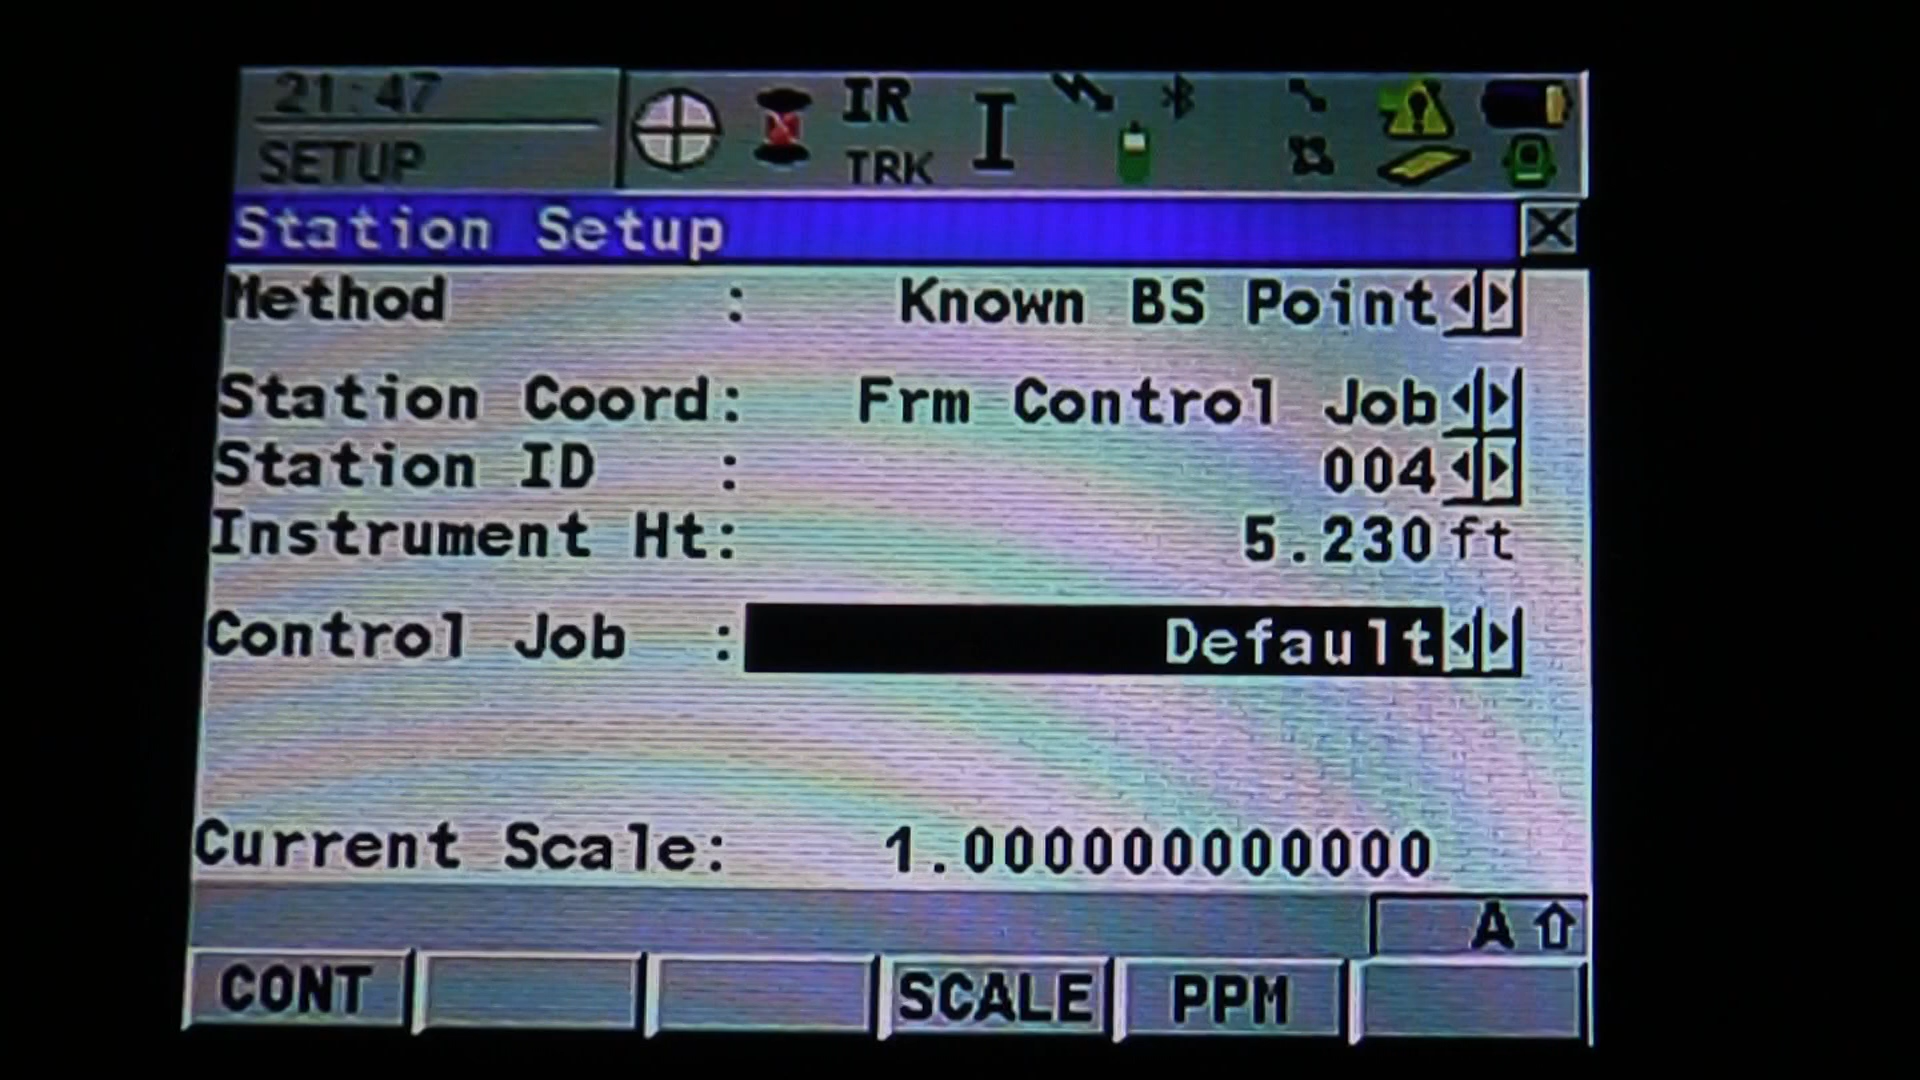 21:47
SETUP
IR
TRK
I
Station Setup
Method : Known BS Point
Station Coord: Frm Control Job
Station ID : 004
Instrument Ht: 5.230 ft
Control Job : Default
Current Scale: 1.000000000000
A
CONT SCALE PPM